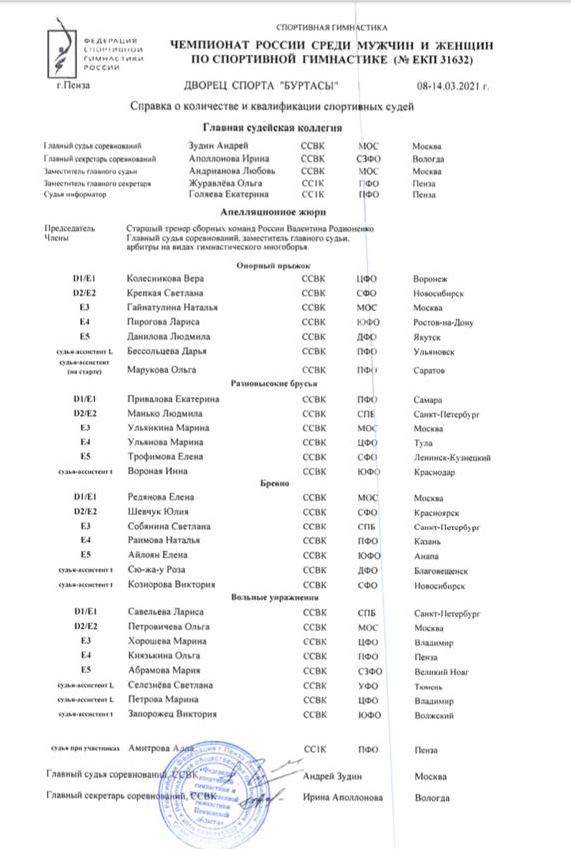 СПОРТИВНАЯ ГИМНАСТИКА
ФЕДЕРАЦИЯ
СПОРТИВНОЙ
ГИМНАСТИКИ
РОССИИ
ЧЕМПИОНАТ РОССИИ СРЕДИ МУЖЧИН И ЖЕНЩИН
ПО СПОРТИВНОЙ ГИМНАСТИКЕ (№ ЕКП 31632)
г.Пенза ДВОРЕЦ СПОРТА "БУРТАСЫ" 08-14.03.2021 г.
Справка о количестве и квалификации спортивных судей
Главная судейская коллегия
Главный судья соревнований Зудин Андрей ССВК МОС Москва
Главный секретарь соревнований Аполлонова Ирина ССВК СЗФО Вологда
Заместитель главного судьи Андрианова Любовь ССВК МОС Москва
Заместитель главного секретаря Журавлёва Ольга СС1К ПФО Пенза
Судья информатор Голяева Екатерина СС1К ПФО Пенза
Апелляционное жюри
Председатель Старший тренер сборных команд России Валентина Родионенко
Члены Главный судья соревнований, заместитель главного судьи,
арбитры на видах гимнастического многоборья.
Опорный прыжок
D1/E1 Колесникова Вера ССВК ЦФО Воронеж
D2/E2 Крепкая Светлана ССВК СФО Новосибирск
E3 Гайнатулина Наталья ССВК МОС Москва
E4 Пирогова Лариса ССВК ЮФО Ростов-на-Дону
E5 Данилова Людмила ССВК ДФО Якутск
судья-ассистент L Бессольцева Дарья ССВК ПФО Ульяновск
судья-ассистент
(на старте) Марукова Ольга ССВК ПФО Саратов
Разновысокие брусья
D1/E1 Привалова Екатерина ССВК ПФО Самара
D2/E2 Манько Людмила ССВК СПБ Санкт-Петербург
E3 Улыкина Марина ССВК МОС Москва
E4 Ульянова Марина ССВК ЦФО Тула
E5 Трофимова Елена ССВК СФО Ленинск-Кузнецкий
судья-ассистент t Вороная Инна ССВК ЮФО Краснодар
Бревно
D1/E1 Редянова Елена ССВК МОС Москва
D2/E2 Шевчук Юлия ССВК СФО Красноярск
E3 Собянина Светлана ССВК СПБ Санкт-Петербург
E4 Раимова Наталья ССВК ПФО Казань
E5 Айлоян Елена ССВК ЮФО Анапа
судья-ассистент t Сю-жа-у Роза ССВК ДФО Благовещенск
судья-ассистент t Кознорова Виктория ССВК СФО Новосибирск
Вольные упражнения
D1/E1 Савельева Лариса ССВК СПБ Санкт-Петербург
D2/E2 Петровичева Ольга ССВК МОС Москва
E3 Хорошева Марина ССВК ЦФО Владимир
E4 Князькина Ольга ССВК ПФО Пенза
E5 Абрамова Мария ССВК СЗФО Великий Новг
судья-ассистент L Селезнёва Светлана ССВК УФО Тюмень
судья-ассистент L Петрова Марина ССВК ЦФО Владимир
судья-ассистент t Запорожец Виктория ССВК ЮФО Волжский
судья при участниках Амитрова Алла СС1К ПФО Пенза
Главный судья соревнований, ССВК Андрей Зудин Москва
Главный секретарь соревнований, ССВК Ирина Аполлонова Вологда